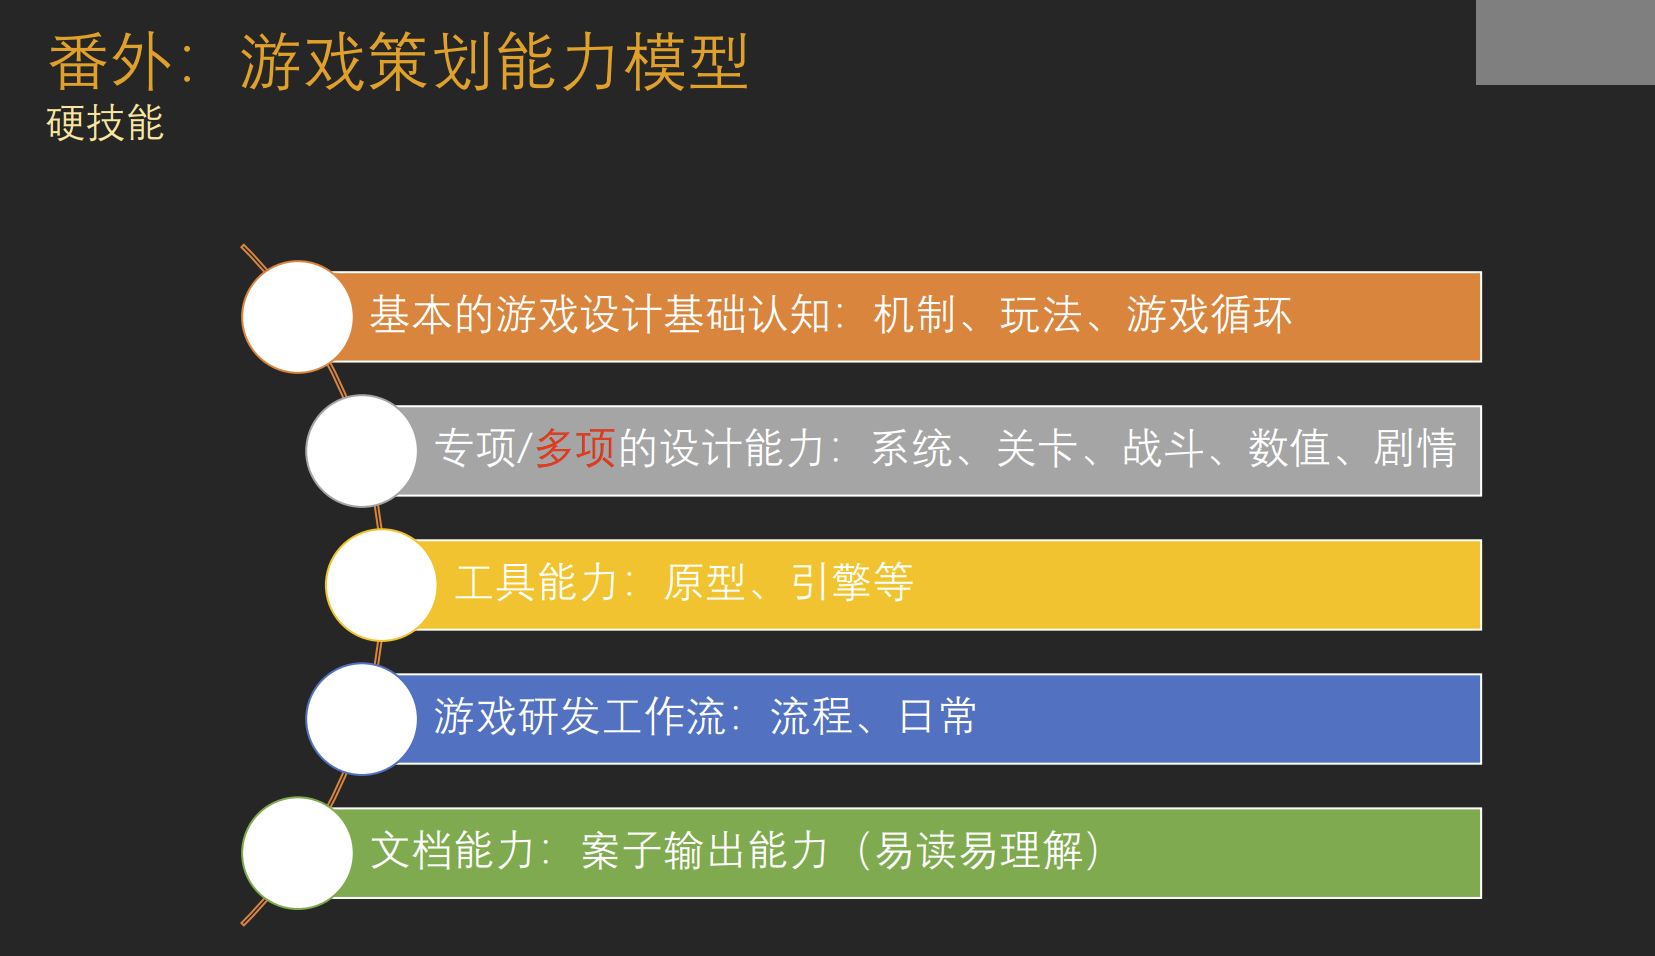 番外：游戏策划能力模型
硬技能
基本的游戏设计基础认知：机制、玩法、游戏循环
专项/多项的设计能力：系统、关卡、战斗、数值、剧情
工具能力：原型、引擎等
游戏研发工作流：流程、日常
文档能力：案子输出能力（易读易理解）